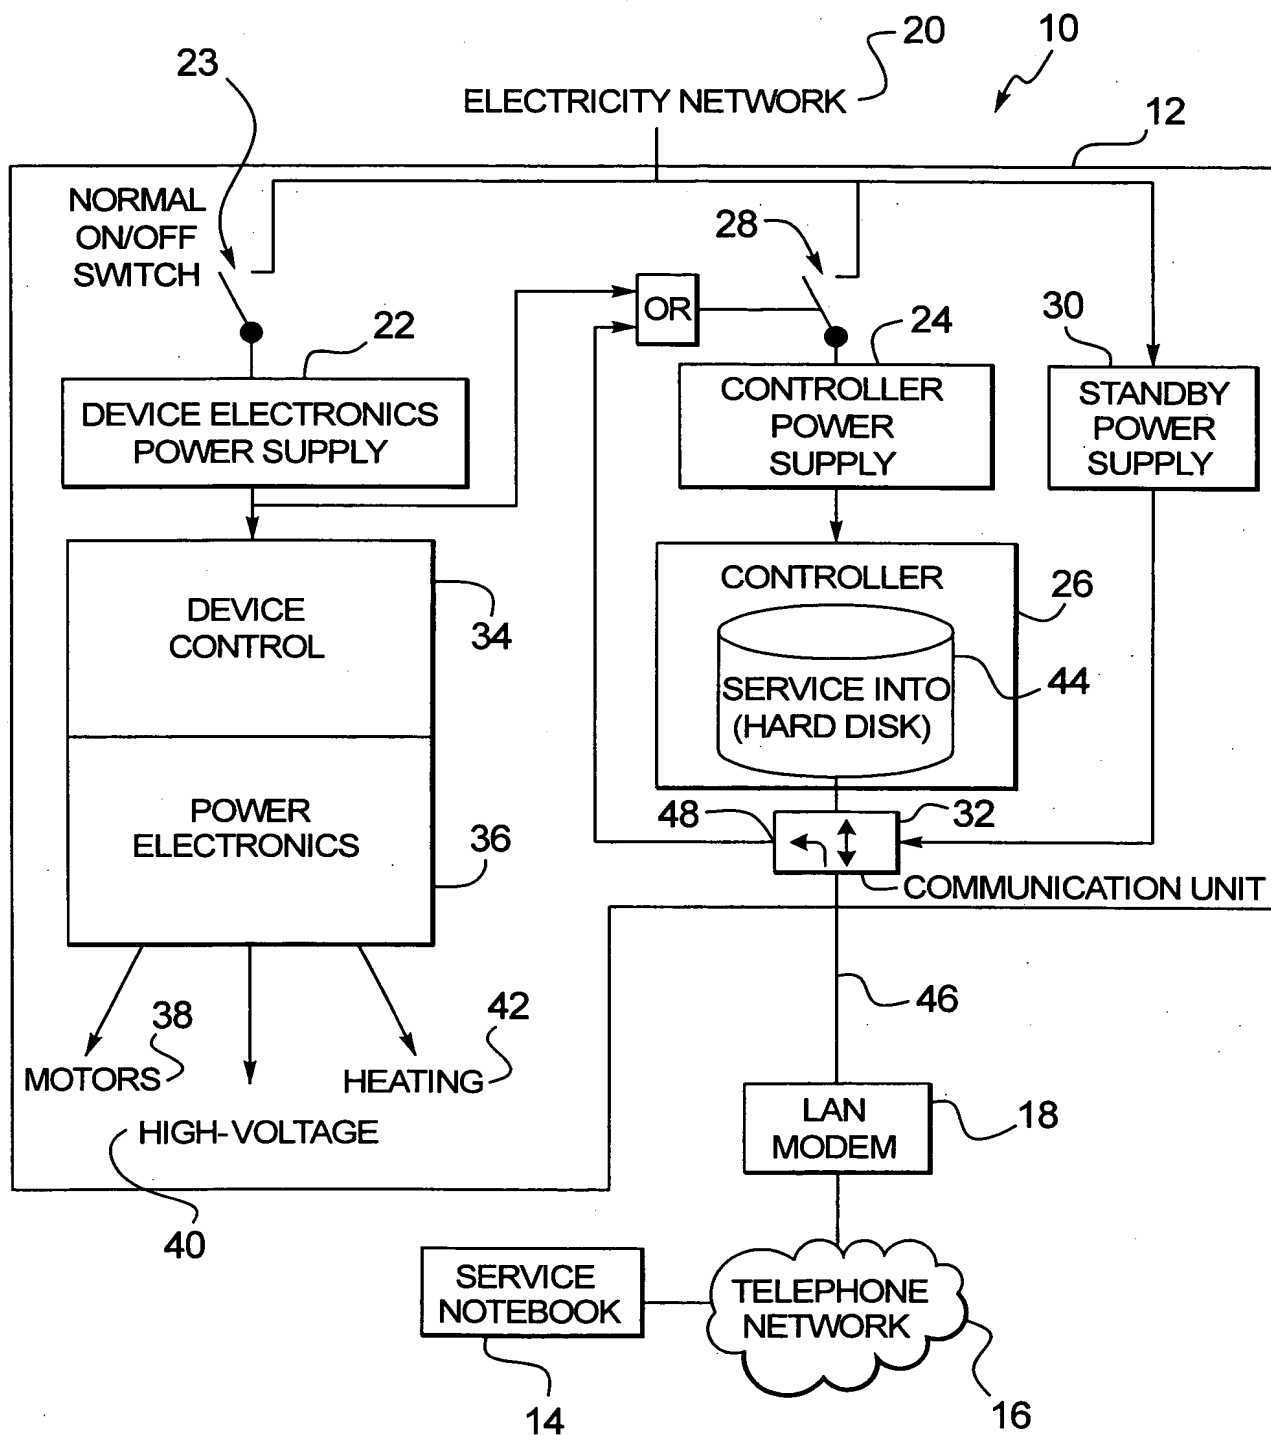 20
10
23
ELECTRICITY NETWORK
12
NORMAL
ON/OFF
SWITCH
28
OR
22
24
30
DEVICE ELECTRONICS
POWER SUPPLY
CONTROLLER
POWER
SUPPLY
STANDBY
POWER
SUPPLY
DEVICE
CONTROL
34
CONTROLLER
26
SERVICE INTO
(HARD DISK)
44
POWER
ELECTRONICS
36
48
32
COMMUNICATION UNIT
46
38
42
MOTORS
HEATING
HIGH-VOLTAGE
40
LAN
MODEM
18
SERVICE
NOTEBOOK
TELEPHONE
NETWORK
14
16